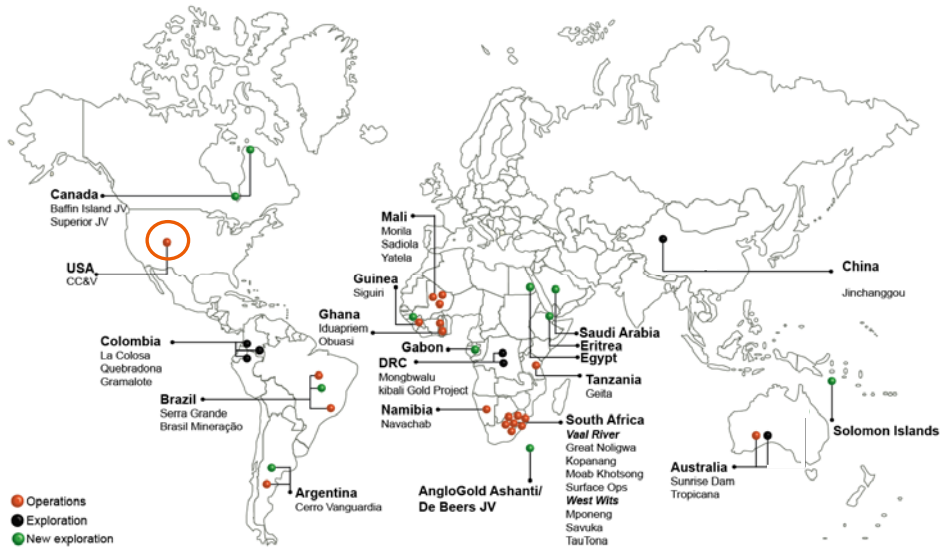 Canada
Baffin Island JV
Superior JV
USA
CC&V
Colombia
La Colosa
Quebradona
Gramalote
Brazil
Serra Grande
Brasil Mineração
Argentina
Cerro Vanguardia
Mali
Morila
Sadiola
Yatela
Guinea
Siguiri
Ghana
Iduapriem
Obuasi
Gabon
DRC
Mongbwalu
kibali Gold Project
Namibia
Navachab
AngloGold Ashanti/
De Beers JV
Saudi Arabia
Eritrea
Egypt
Tanzania
Geita
South Africa
Vaal River
Great Noligwa
Kopanang
Moab Khotsong
Surface Ops
West Wits
Mponeng
Savuka
TauTona
China
Jinchanggou
Solomon Islands
Australia
Sunrise Dam
Tropicana
Operations
Exploration
New exploration